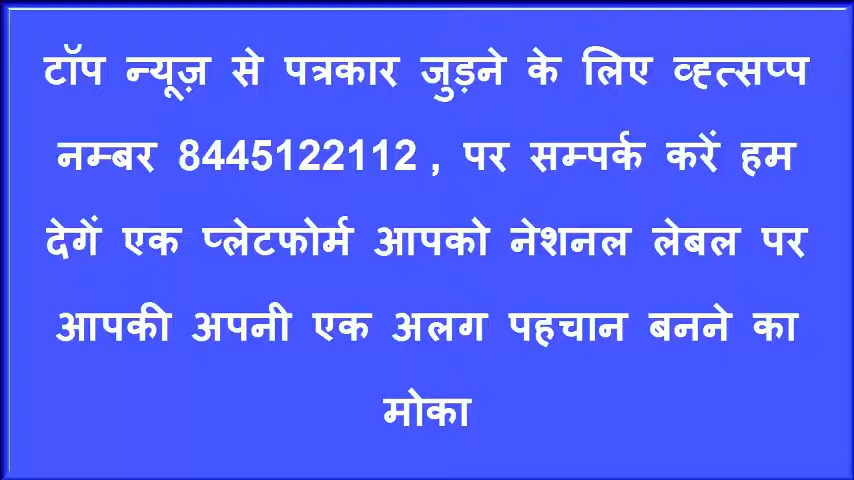 टॉप न्यूज़ से पत्रकार जुड़ने के लिए व्ह्त्सप्प
नम्बर 8445122112 , पर सम्पर्क करें हम
देगें एक प्लेटफोर्म आपको नेशनल लेबल पर
आपकी अपनी एक अलग पहचान बनने का
मोका